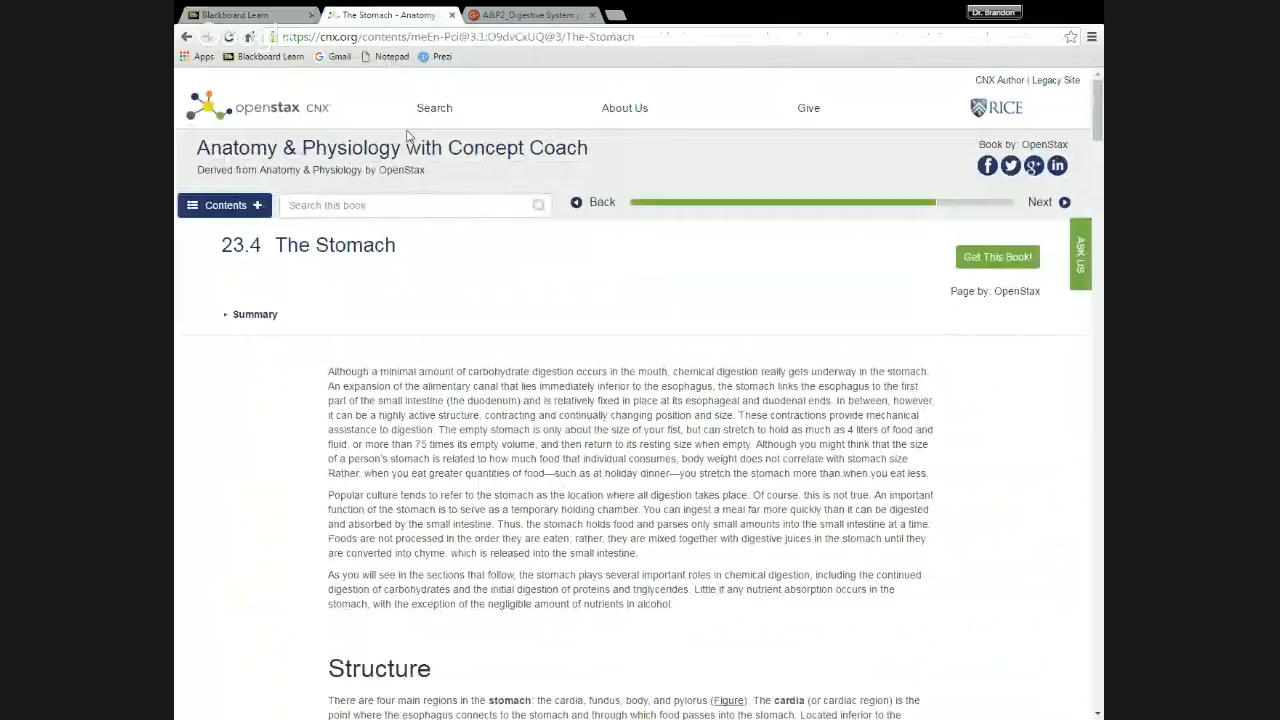 Blackboard Learn
The Stomach - Anatomy
A&P2_Digestive System
Dr. Brandon
https://cnx.org/contents/meEn-Pci@3.1:O9dvCxUQ@3/The-Stomach
Apps Blackboard Learn Gmail Notepad Prezi
CNX Author | Legacy Site
openstax CNX Search About Us Give RICE
Anatomy & Physiology with Concept Coach
Derived from Anatomy & Physiology by OpenStax
Book by: OpenStax
Contents + Search this book Back Next
23.4 The Stomach
ASK US
Get This Book!
Page by: OpenStax
Summary
Although a minimal amount of carbohydrate digestion occurs in the mouth, chemical digestion really gets underway in the stomach.
An expansion of the alimentary canal that lies immediately inferior to the esophagus, the stomach links the esophagus to the first
part of the small intestine (the duodenum) and is relatively fixed in place at its esophageal and duodenal ends. In between, however,
it can be a highly active structure, contracting and continually changing position and size. These contractions provide mechanical
assistance to digestion. The empty stomach is only about the size of your fist, but can stretch to hold as much as 4 liters of food and
fluid, or more than 75 times its empty volume, and then return to its resting size when empty. Although you might think that the size
of a person's stomach is related to how much food that individual consumes, body weight does not correlate with stomach size
Rather, when you eat greater quantities of food—such as at holiday dinner—you stretch the stomach more than when you eat less.
Popular culture tends to refer to the stomach as the location where all digestion takes place. Of course, this is not true. An important
function of the stomach is to serve as a temporary holding chamber. You can ingest a meal far more quickly than it can be digested
and absorbed by the small intestine. Thus, the stomach holds food and parses only small amounts into the small intestine at a time.
Foods are not processed in the order they are eaten; rather, they are mixed together with digestive juices in the stomach until they
are converted into chyme, which is released into the small intestine.
As you will see in the sections that follow, the stomach plays several important roles in chemical digestion, including the continued
digestion of carbohydrates and the initial digestion of proteins and triglycerides. Little if any nutrient absorption occurs in the
stomach, with the exception of the negligible amount of nutrients in alcohol.
Structure
There are four main regions in the stomach: the cardia, fundus, body, and pylorus (Figure). The cardia (or cardiac region) is the
point where the esophagus connects to the stomach and through which food passes into the stomach. Located inferior to the